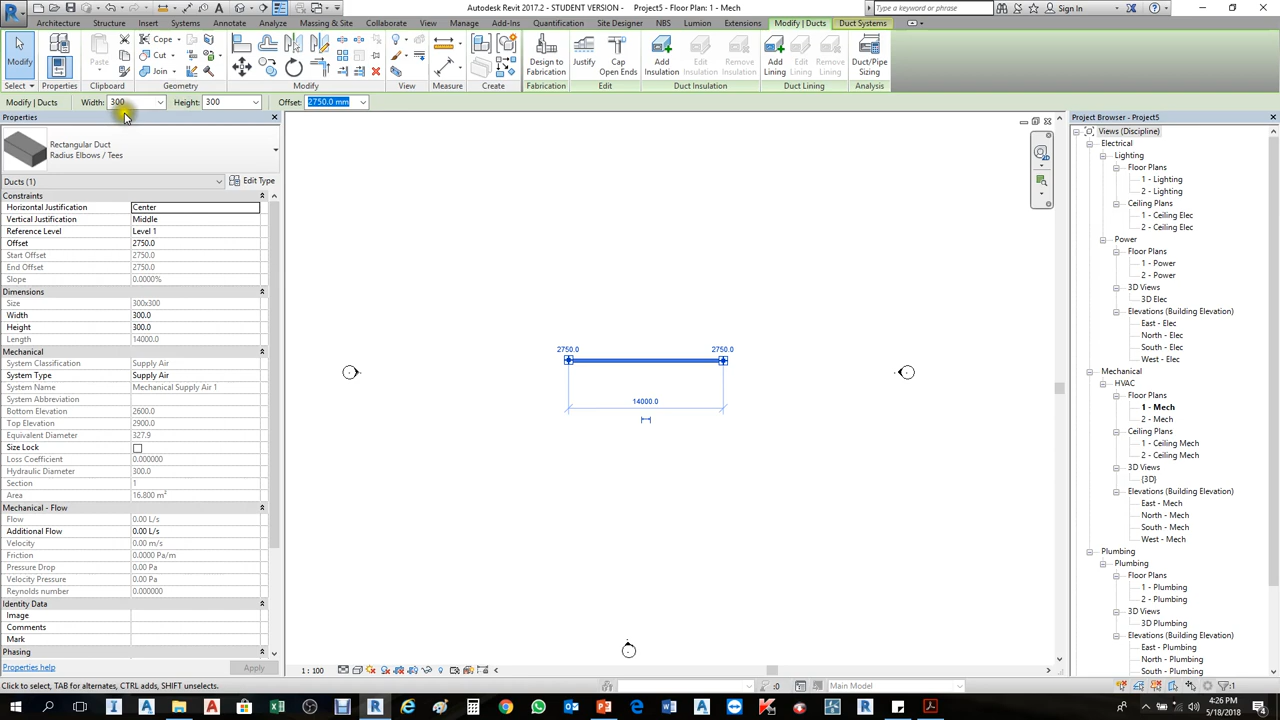 Autodesk Revit 2017.2 - STUDENT VERSION - Project5 - Floor Plan: 1 - Mech
Type a keyword or phrase
Sign In
Architecture Structure Insert Systems Annotate Analyze Massing & Site Collaborate View Manage Add-Ins Quantification Site Designer NBS Lumion Extensions Modify | Ducts Duct Systems
Modify
Paste
Cope
Cut
Join
Design to Fabrication
Justify
Cap Open Ends
Add Insulation
Edit Insulation
Remove Insulation
Add Lining
Edit Lining
Remove Lining
Duct/Pipe Sizing
Select Properties Clipboard Geometry Modify View Measure Create Fabrication Edit Duct Insulation Duct Lining Analysis
Modify | Ducts Width: 300 Height: 300 Offset: 2750.0 mm
Properties
Rectangular Duct
Radius Elbows / Tees
Ducts (1) Edit Type
Constraints
Horizontal Justification Center
Vertical Justification Middle
Reference Level Level 1
Offset 2750.0
Start Offset 2750.0
End Offset 2750.0
Slope 0.0000%
Dimensions
Size 300x300
Width 300.0
Height 300.0
Length 14000.0
Mechanical
System Classification Supply Air
System Type Supply Air
System Name Mechanical Supply Air 1
System Abbreviation
Bottom Elevation 2600.0
Top Elevation 2900.0
Equivalent Diameter 327.9
Size Lock
Loss Coefficient 0.000000
Hydraulic Diameter 300.0
Section 1
Area 16.800 m²
Mechanical - Flow
Flow 0.00 L/s
Additional Flow 0.00 L/s
Velocity 0.00 m/s
Friction 0.0000 Pa/m
Pressure Drop 0.00 Pa
Velocity Pressure 0.00 Pa
Reynolds number 0.000000
Identity Data
Image
Comments
Mark
Phasing
Properties help Apply
2750.0 2750.0
14000.0
1 : 100
Project Browser - Project5
Views (Discipline)
Electrical
Lighting
Floor Plans
1 - Lighting
2 - Lighting
Ceiling Plans
1 - Ceiling Elec
2 - Ceiling Elec
Power
Floor Plans
1 - Power
2 - Power
3D Views
3D Elec
Elevations (Building Elevation)
East - Elec
North - Elec
South - Elec
West - Elec
Mechanical
HVAC
Floor Plans
1 - Mech
2 - Mech
Ceiling Plans
1 - Ceiling Mech
2 - Ceiling Mech
3D Views
{3D}
Elevations (Building Elevation)
East - Mech
North - Mech
South - Mech
West - Mech
Plumbing
Plumbing
Floor Plans
1 - Plumbing
2 - Plumbing
3D Views
3D Plumbing
Elevations (Building Elevation)
East - Plumbing
North - Plumbing
South - Plumbing
Click to select, TAB for alternates, CTRL adds, SHIFT unselects. :0 Main Model :1
4:26 PM
5/18/2018